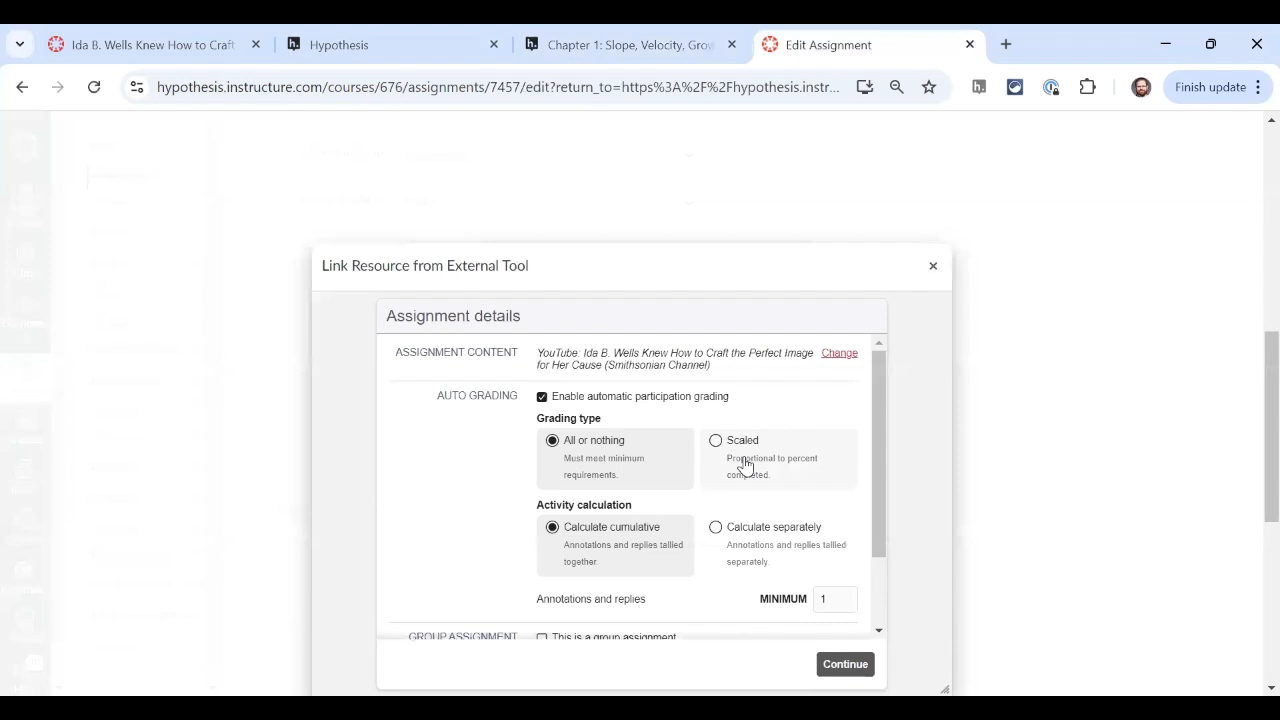 Ida B. Wells Knew How to Craft
Hypothesis
Chapter 1: Slope, Velocity, Grow
Edit Assignment
hypothesis.instructure.com/courses/676/assignments/7457/edit?return_to=https%3A%2F%2Fhypothesis.instr...
Finish update
Link Resource from External Tool
Assignment details
ASSIGNMENT CONTENT
YouTube: Ida B. Wells Knew How to Craft the Perfect Image
for Her Cause (Smithsonian Channel)
Change
AUTO GRADING
Enable automatic participation grading
Grading type
All or nothing
Must meet minimum
requirements.
Scaled
Proportional to percent
completed.
Activity calculation
Calculate cumulative
Annotations and replies tallied
together.
Calculate separately
Annotations and replies tallied
separately.
Annotations and replies
MINIMUM
1
GROUP ASSIGNMENT
This is a group assignment
Continue